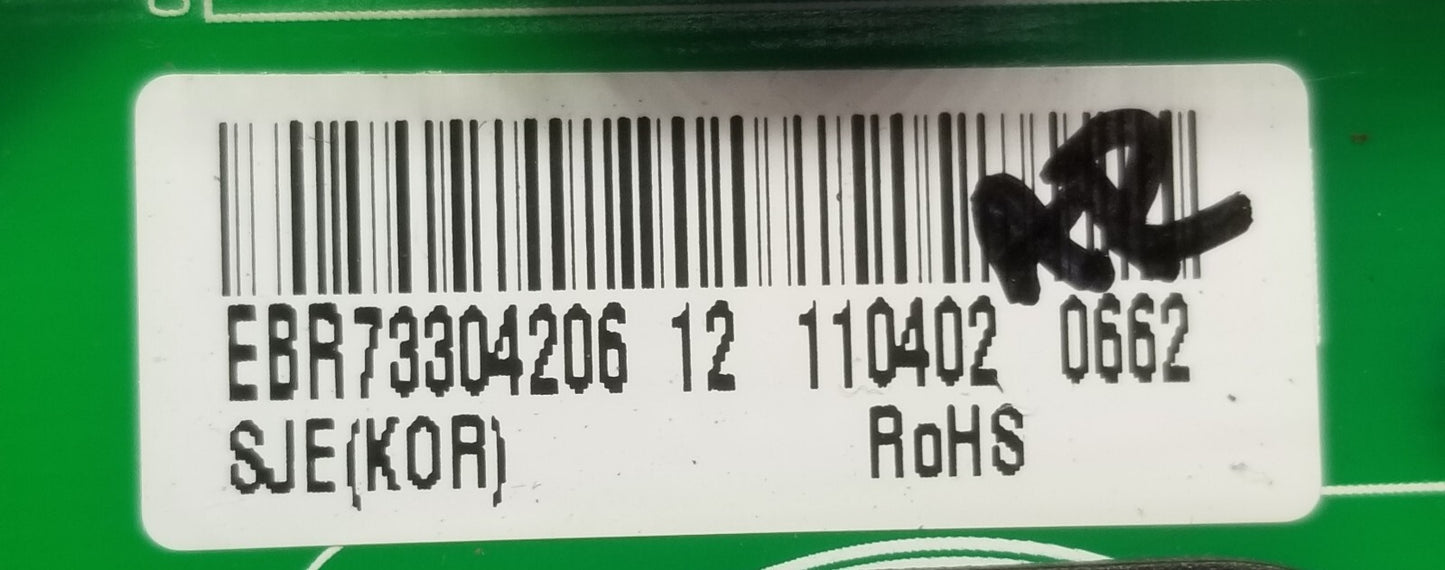 EBR73304206 12 110402 0662
SJE(KOR) RoHS